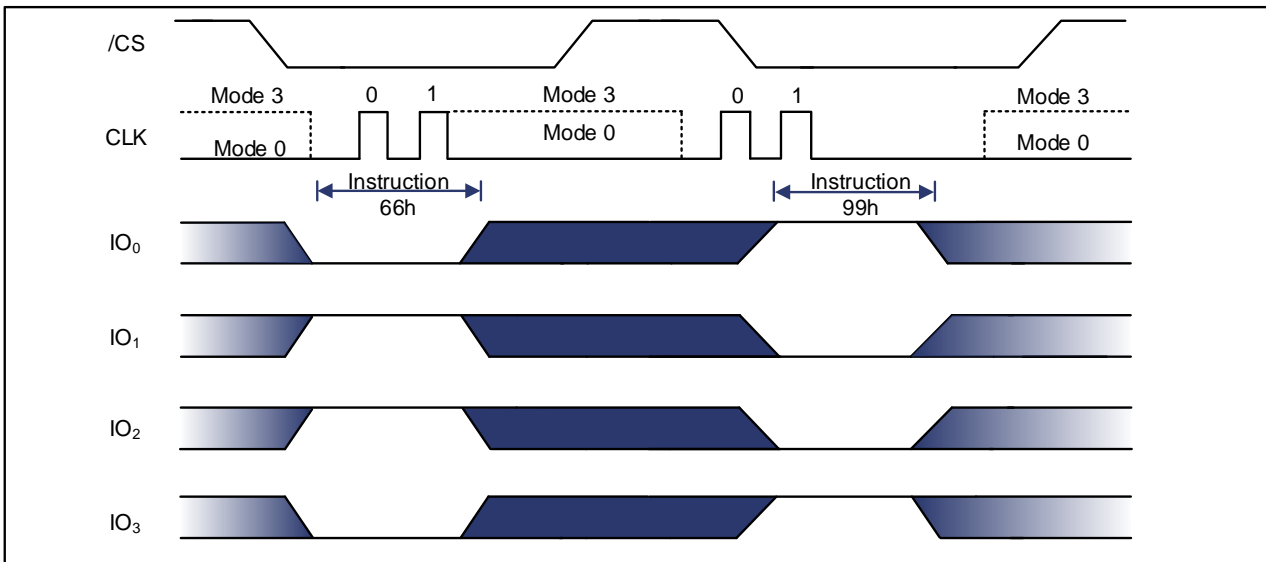 /CS
Mode 3 0 1 Mode 3 0 1 Mode 3
CLK Mode 0 Mode 0 Mode 0
Instruction Instruction
66h 99h
IO₀
IO₁
IO₂
IO₃